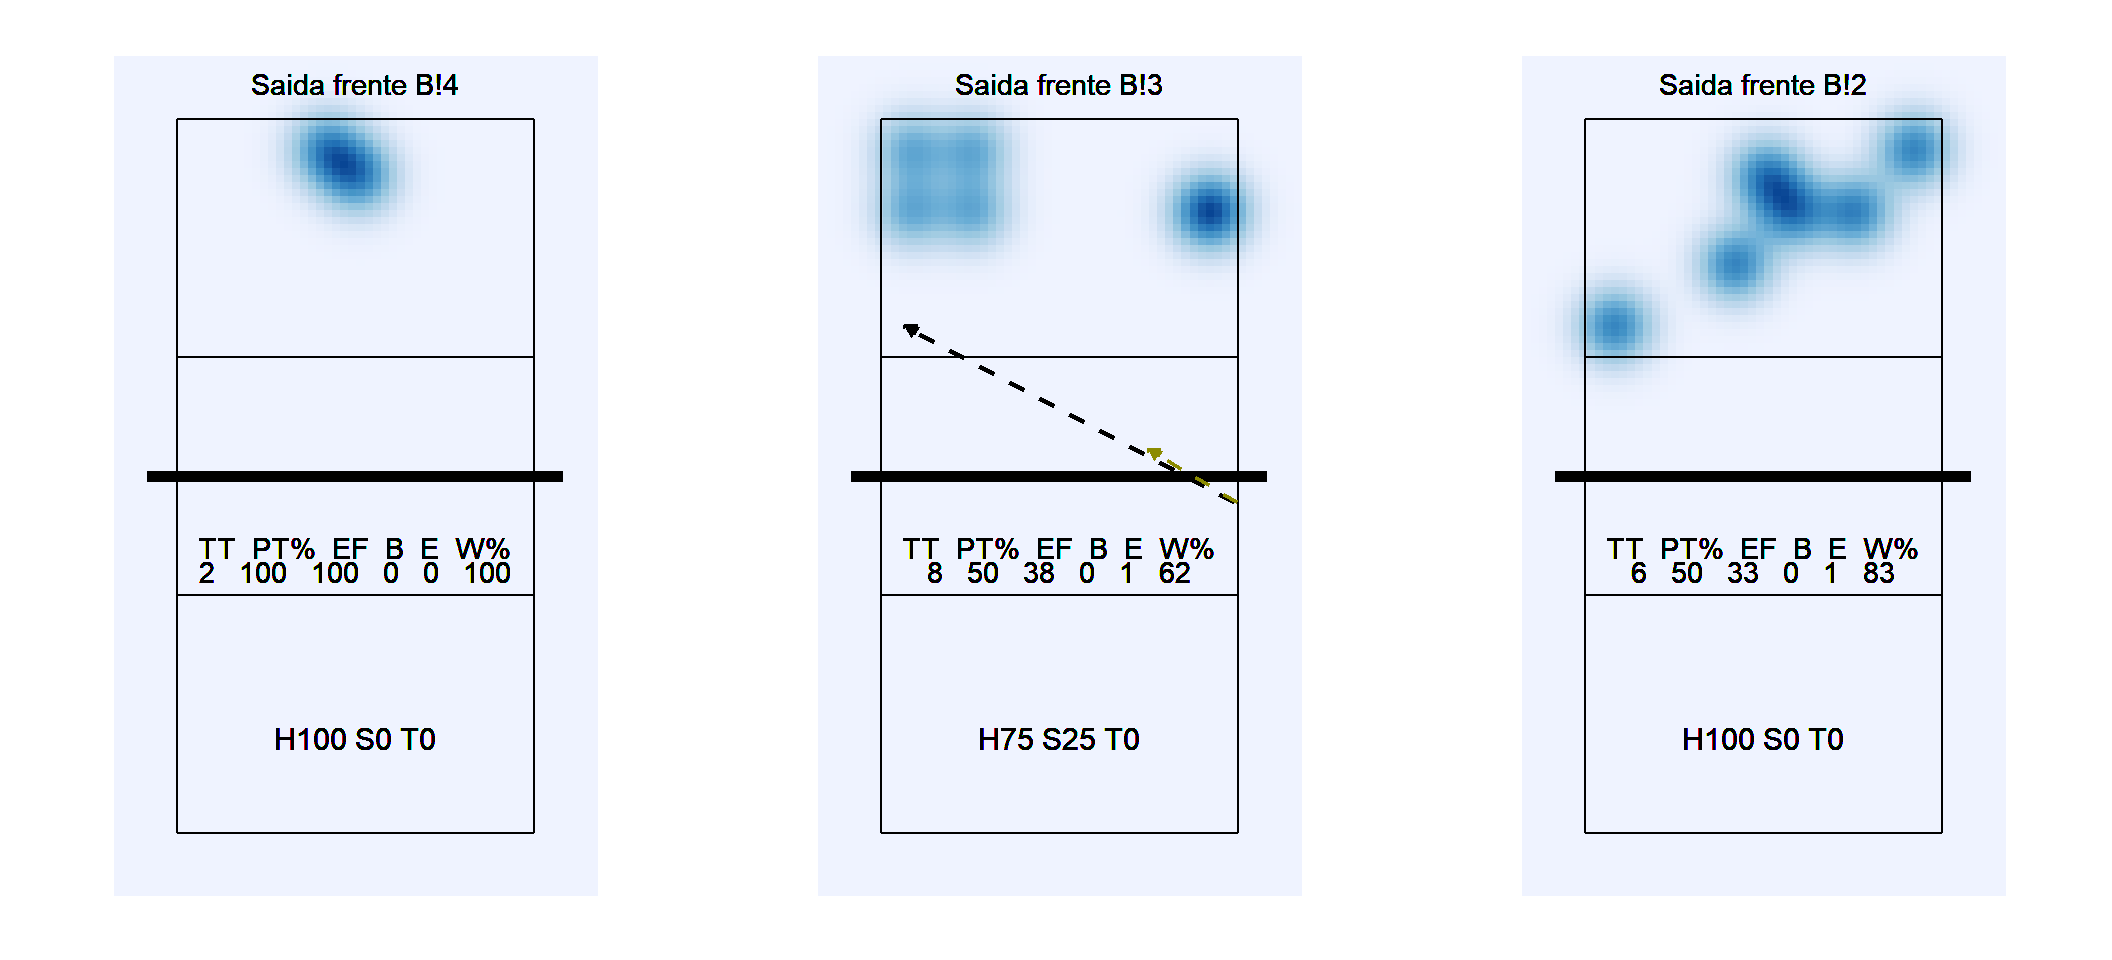 Saida frente B!4
TT PT% EF B E W%
2 100 100 0 0 100
H100 S0 T0
Saida frente B!3
TT PT% EF B E W%
8 50 38 0 1 62
H75 S25 T0
Saida frente B!2
TT PT% EF B E W%
6 50 33 0 1 83
H100 S0 T0